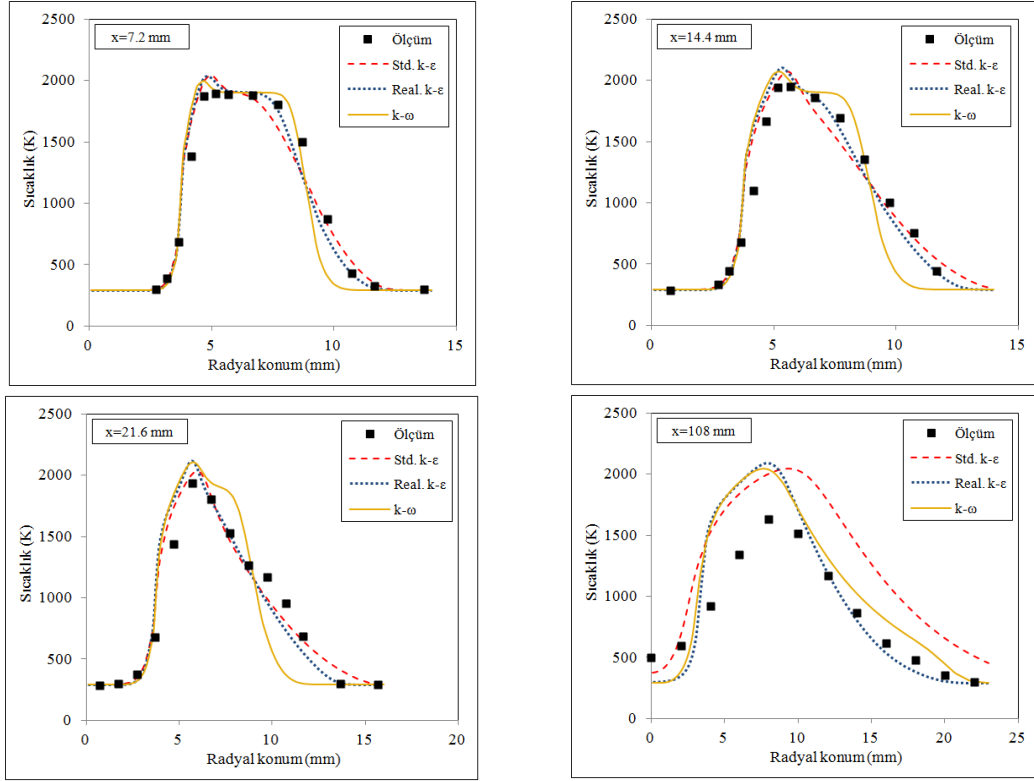 x=7.2 mm
2500
2000
1500
1000
500
0
Sıcaklık (K)
0 5 10 15
Radyal konum (mm)
Ölçüm
Std. k-ε
Real. k-ε
k-ω
x=14.4 mm
2500
2000
1500
1000
500
0
Sıcaklık (K)
0 5 10 15
Radyal konum (mm)
Ölçüm
Std. k-ε
Real. k-ε
k-ω
x=21.6 mm
2500
2000
1500
1000
500
0
Sıcaklık (K)
0 5 10 15 20
Radyal konum (mm)
Ölçüm
Std. k-ε
Real. k-ε
k-ω
x=108 mm
2500
2000
1500
1000
500
0
Sıcaklık (K)
0 5 10 15 20 25
Radyal konum (mm)
Ölçüm
Std. k-ε
Real. k-ε
k-ω